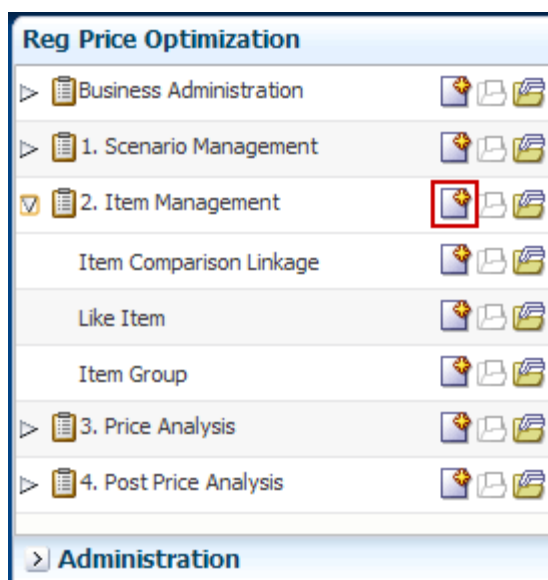 Reg Price Optimization
Business Administration
1. Scenario Management
2. Item Management
Item Comparison Linkage
Like Item
Item Group
3. Price Analysis
4. Post Price Analysis
Administration